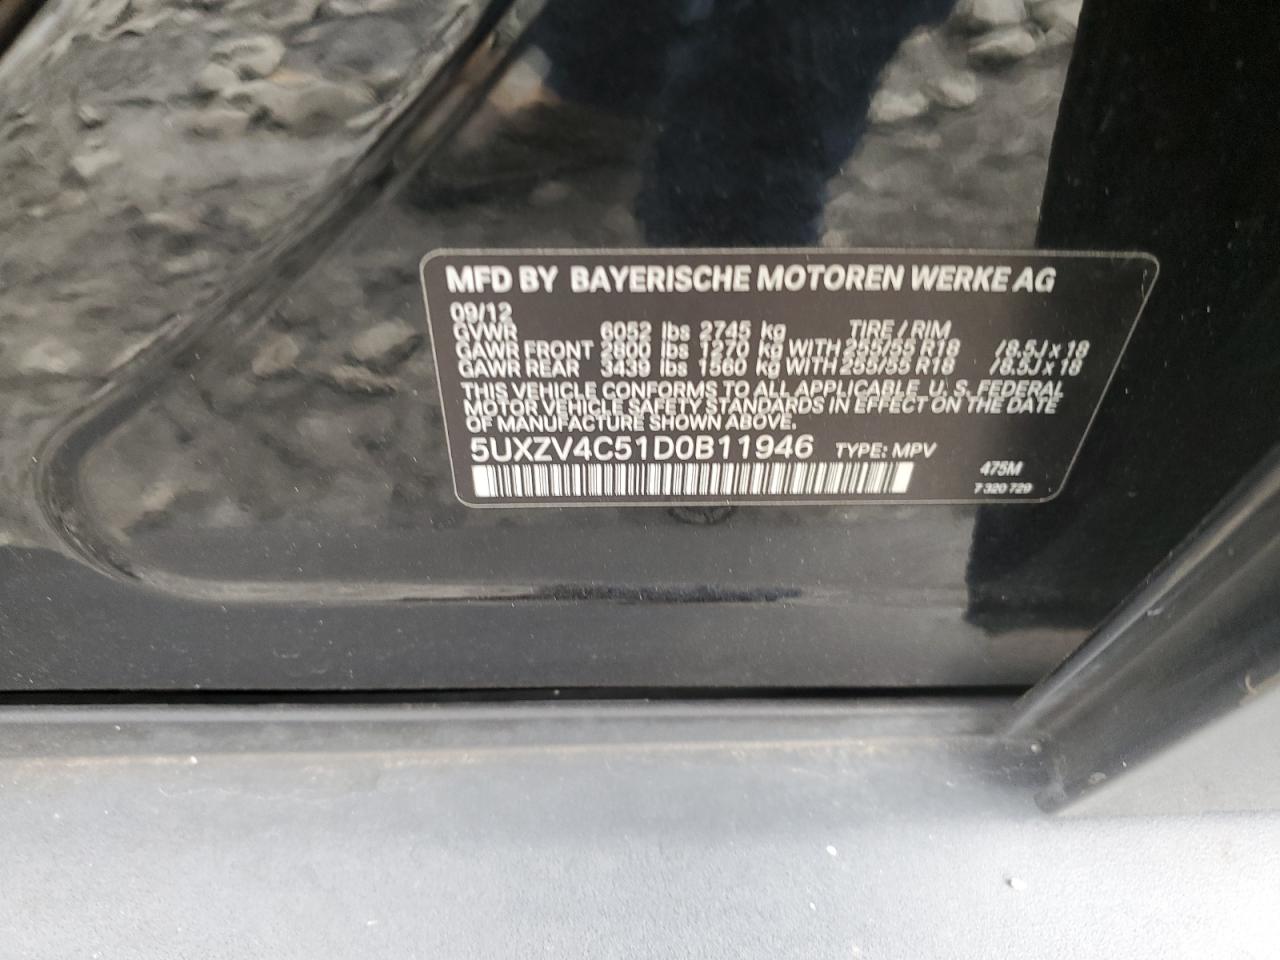 MFD BY BAYERISCHE MOTOREN WERKE AG
09/12
GVWR 6052 lbs 2745 kg TIRE / RIM
GAWR FRONT 2800 lbs 1270 kg WITH 255/55 R18 /8.5J x 18
GAWR REAR 3439 lbs 1560 kg WITH 255/55 R18 /8.5J x 18
THIS VEHICLE CONFORMS TO ALL APPLICABLE U. S. FEDERAL
MOTOR VEHICLE SAFETY STANDARDS IN EFFECT ON THE DATE
OF MANUFACTURE SHOWN ABOVE.
5UXZV4C51D0B11946 TYPE: MPV
475M
7 320 729